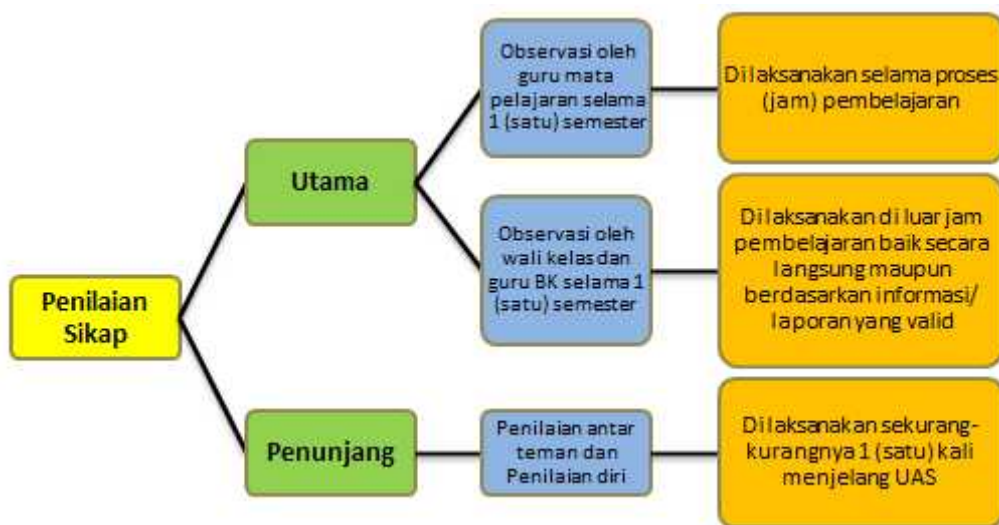 Penilaian
Sikap
Utama
Observasi oleh
guru mata
pelajaran selama
1 (satu) semester
Dilaksanakan selama proses
(jam) pembelajaran
Observasi oleh
wali kelas dan
guru BK selama 1
(satu) semester
Dilaksanakan di luar jam
pembelajaran baik secara
langsung maupun
berdasarkan informasi/
laporan yang valid
Penunjang
Penilaian antar
teman dan
Penilaian diri
Dilaksanakan sekurang-
kurangnya 1 (satu) kali
menjelang UAS